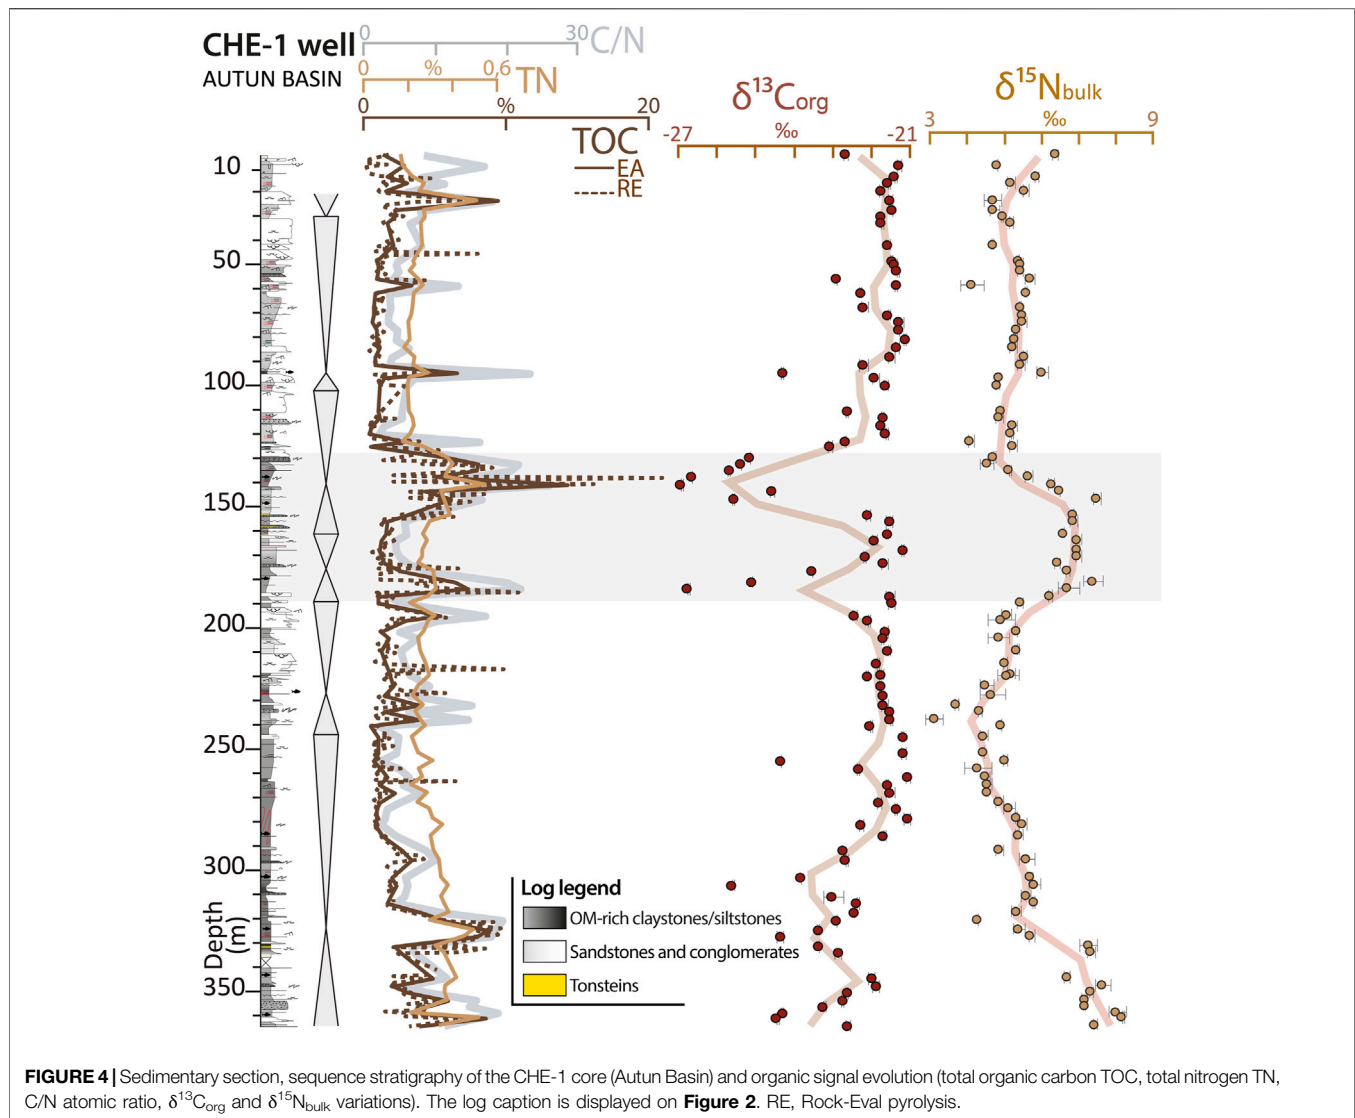 CHE-1 well
AUTUN BASIN
0 30 C/N
0 % 0,6 TN
0 % 20
TOC
EA
RE
δ¹³Corg
-27 ‰ -21
δ¹⁵Nbulk
3 ‰ 9
10
50
100
150
200
250
300
350
Depth (m)
Log legend
OM-rich claystones/siltstones
Sandstones and conglomerates
Tonsteins
FIGURE 4 | Sedimentary section, sequence stratigraphy of the CHE-1 core (Autun Basin) and organic signal evolution (total organic carbon TOC, total nitrogen TN,
C/N atomic ratio, δ¹³Corg and δ¹⁵Nbulk variations). The log caption is displayed on Figure 2. RE, Rock-Eval pyrolysis.